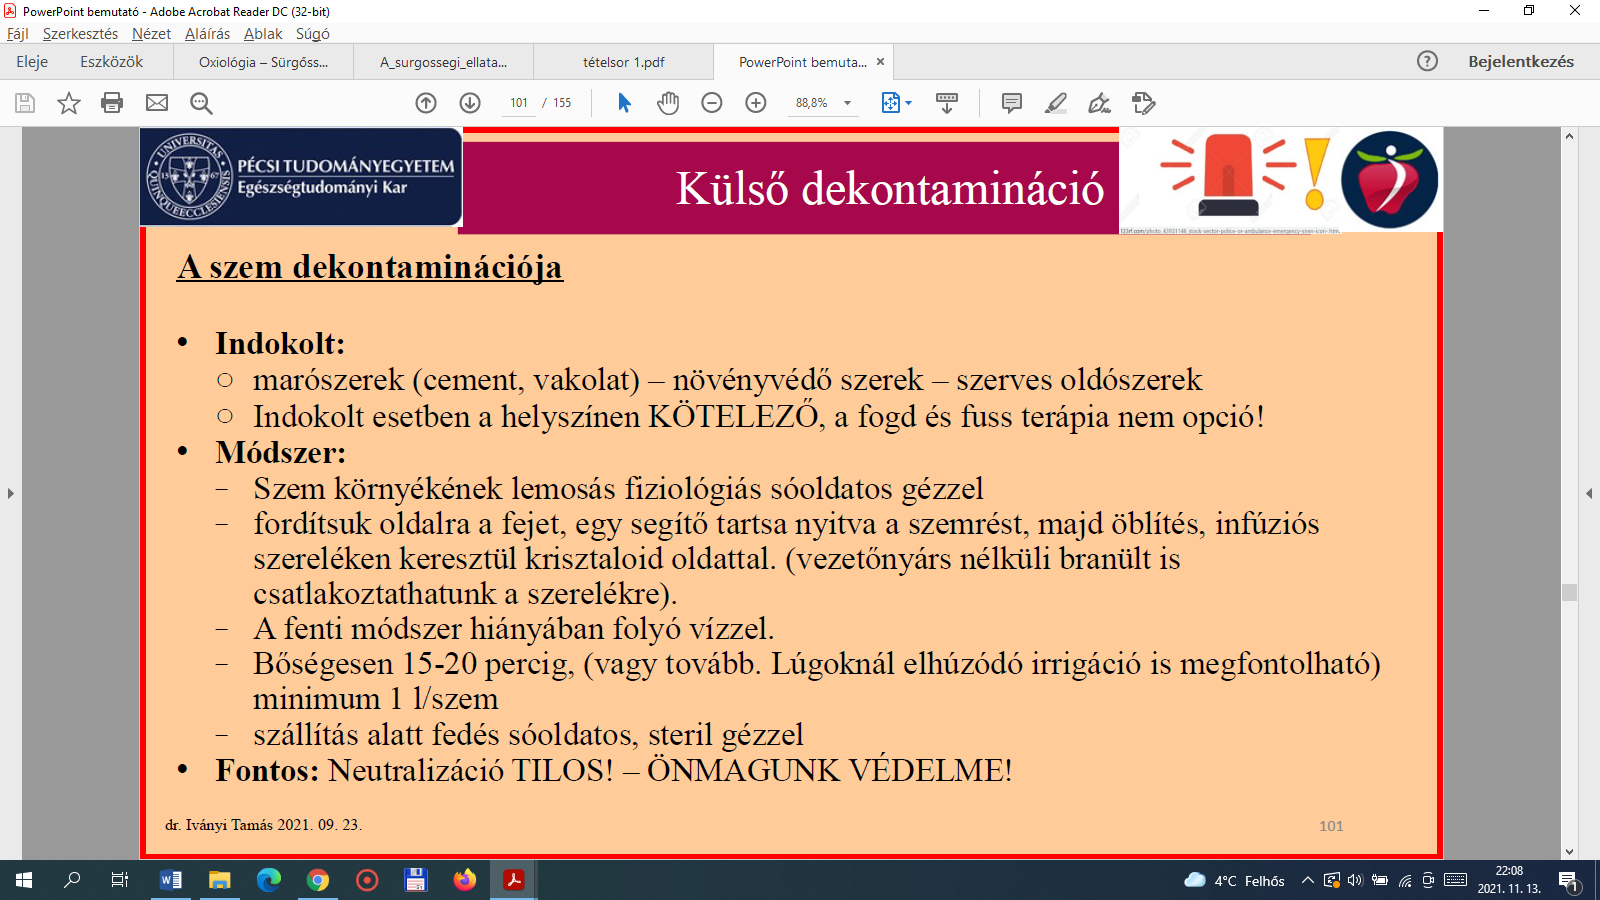 PowerPoint bemutató - Adobe Acrobat Reader DC (32-bit)
Fájl Szerkesztés Nézet Aláírás Ablak Súgó
Eleje Eszközök Oxiológia – Sürgőss... A_surgossegi_ellata... tételsor 1.pdf PowerPoint bemuta... × ? Bejelentkezés
101 / 155 88,8%
UNIVERSITAS QUINQUEECCLESIENSIS 1367
PÉCSI TUDOMÁNYEGYETEM
Egészségtudományi Kar
Külső dekontamináció
A szem dekontaminációja
• Indokolt:
○ marószerek (cement, vakolat) – növényvédő szerek – szerves oldószerek
○ Indokolt esetben a helyszínen KÖTELEZŐ, a fogd és fuss terápia nem opció!
• Módszer:
− Szem környékének lemosás fiziológiás sóoldatos gézzel
− fordítsuk oldalra a fejet, egy segítő tartsa nyitva a szemrést, majd öblítés, infúziós
szereléken keresztül krisztaloid oldattal. (vezetőnyárs nélküli branült is
csatlakoztathatunk a szerelékre).
− A fenti módszer hiányában folyó vízzel.
− Bőségesen 15-20 percig, (vagy tovább. Lúgoknál elhúzódó irrigáció is megfontolható)
minimum 1 l/szem
− szállítás alatt fedés sóoldatos, steril gézzel
• Fontos: Neutralizáció TILOS! – ÖNMAGUNK VÉDELME!
dr. Iványi Tamás 2021. 09. 23.
101
4°C Felhős
22:08
2021. 11. 13.
1